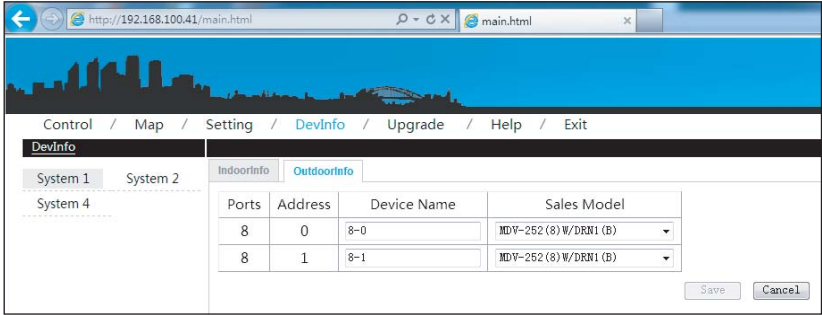 http://192.168.100.41/main.html
main.html
Control / Map / Setting / DevInfo / Upgrade / Help / Exit
DevInfo
System 1 System 2
System 4
IndoorInfo OutdoorInfo
Ports Address Device Name Sales Model
8 0 8-0 MDV-252(8)W/DRN1(B)
8 1 8-1 MDV-252(8)W/DRN1(B)
Save Cancel